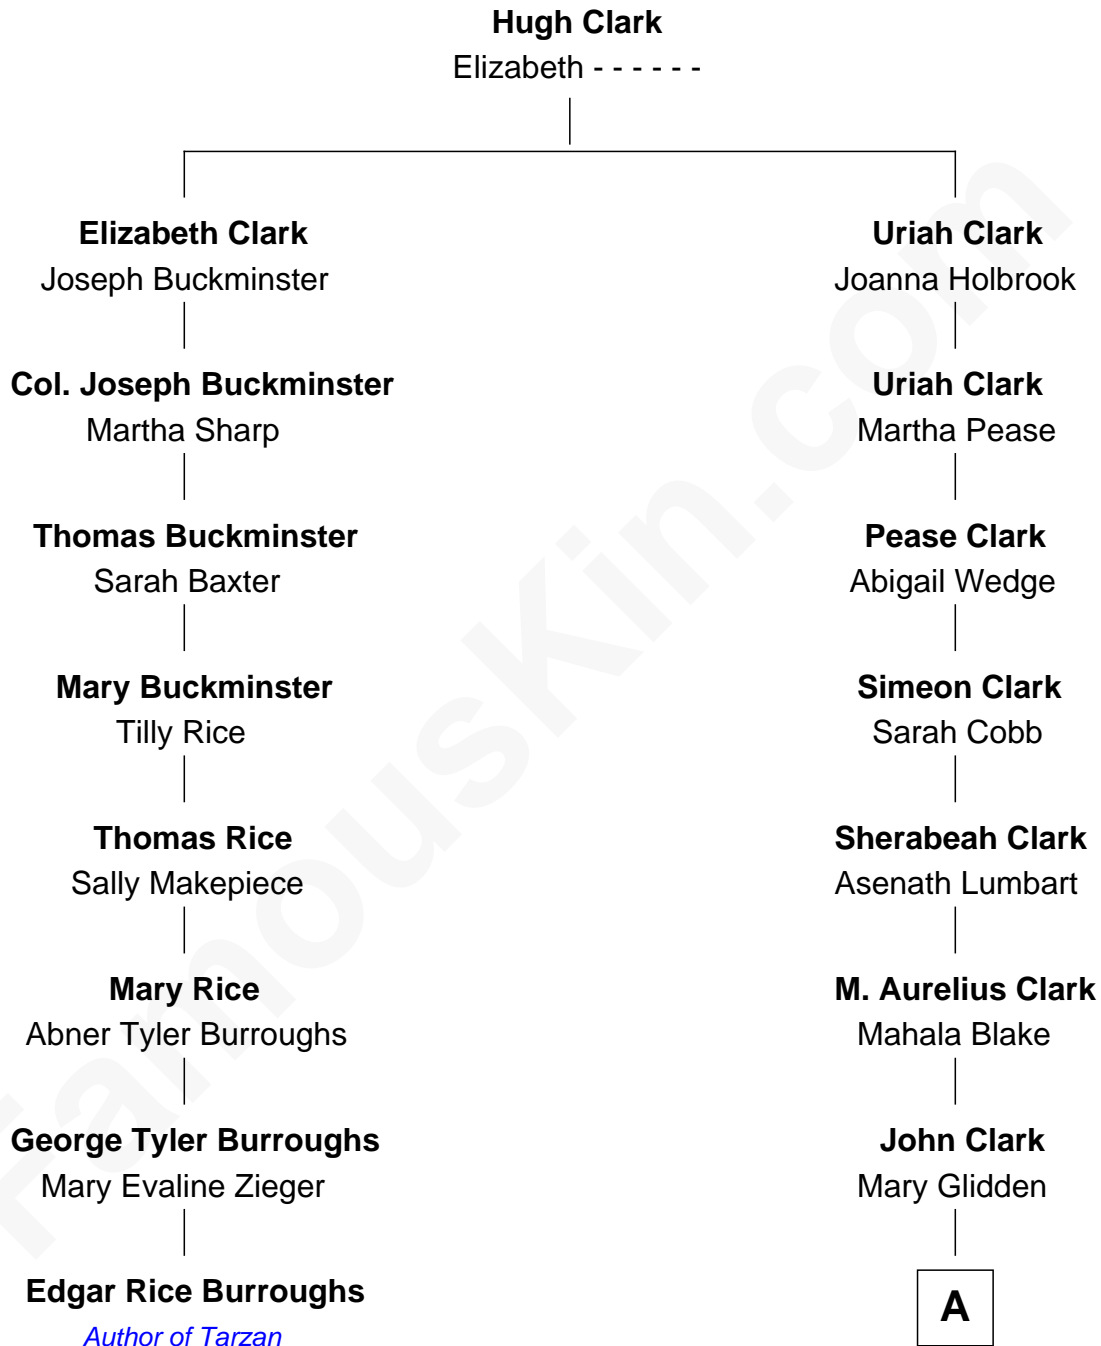 Hugh Clark
Elizabeth - - - - - -
Elizabeth Clark
Joseph Buckminster
Uriah Clark
Joanna Holbrook
Col. Joseph Buckminster
Martha Sharp
Uriah Clark
Martha Pease
Thomas Buckminster
Sarah Baxter
Pease Clark
Abigail Wedge
Mary Buckminster
Tilly Rice
Simeon Clark
Sarah Cobb
Thomas Rice
Sally Makepiece
Sherabeah Clark
Asenath Lumbart
Mary Rice
Abner Tyler Burroughs
M. Aurelius Clark
Mahala Blake
George Tyler Burroughs
Mary Evaline Zieger
John Clark
Mary Glidden
Edgar Rice Burroughs
Author of Tarzan
A
FamousKin.com